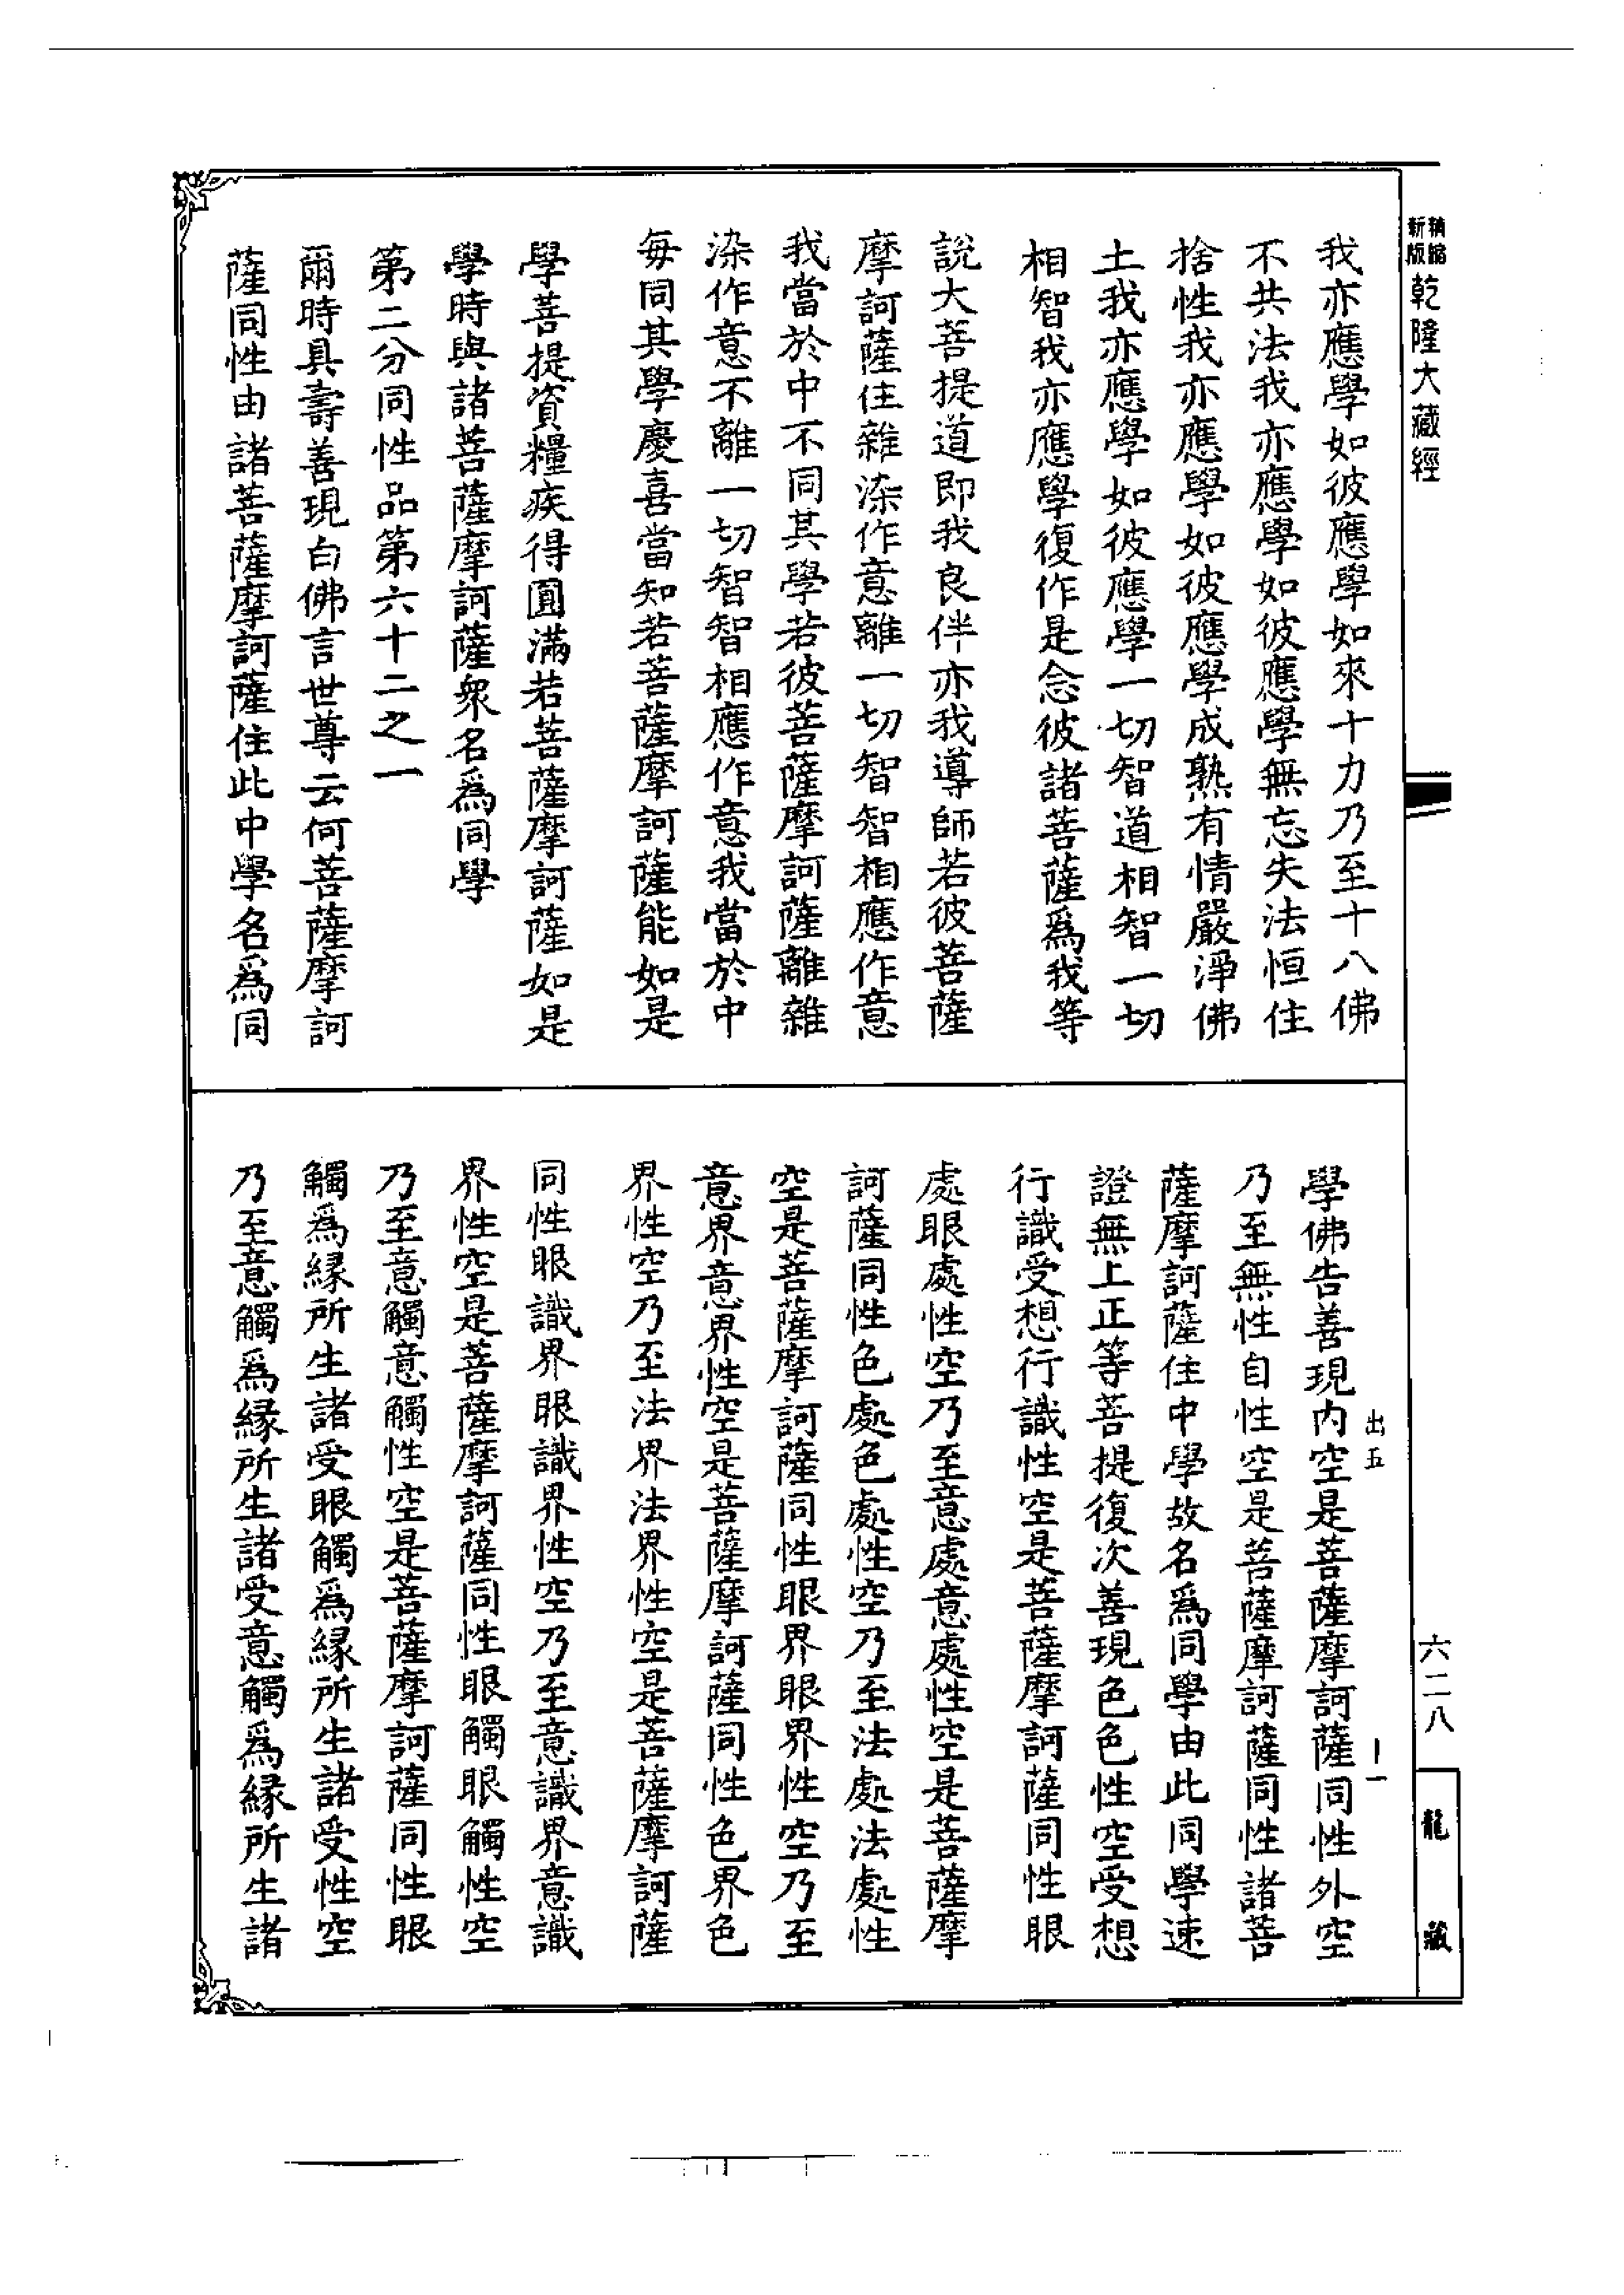 新版精縮乾隆大藏經
我亦應學如彼應學如來十力乃至十八佛
不共法我亦應學如彼應學無忘失法恒住
捨性我亦應學如彼應學成熟有情嚴淨佛
土我亦應學如彼應學一切智道相智一切
相智我亦應學復作是念彼諸菩薩爲我等
說大菩提道即我良伴亦我導師若彼菩薩
摩訶薩住雜染作意離一切智智相應作意
我當於中不同其學若彼菩薩摩訶薩離雜
染作意不離一切智智相應作意我當於中
每同其學慶喜當知若菩薩摩訶薩能如是
學菩提資糧疾得圓滿若菩薩摩訶薩如是
學時與諸菩薩摩訶薩衆名爲同學
第二分同性品第六十二之一
爾時具壽善現白佛言世尊云何菩薩摩訶
薩同性由諸菩薩摩訶薩住此中學名爲同
學佛告善現內空是菩薩摩訶薩同性外空
乃至無性自性空是菩薩摩訶薩同性諸菩
薩摩訶薩住中學故名爲同學由此同學速
證無上正等菩提復次善現色色性空受想
行識受想行識性空是菩薩摩訶薩同性眼
處眼處性空乃至意處意處性空是菩薩摩
訶薩同性色處色處性空乃至法處法處性
空是菩薩摩訶薩同性眼界眼界性空乃至
意界意界性空是菩薩摩訶薩同性色界色
界性空乃至法界法界性空是菩薩摩訶薩
同性眼識界眼識界性空乃至意識界意識
界性空是菩薩摩訶薩同性眼觸眼觸性空
乃至意觸意觸性空是菩薩摩訶薩同性眼
觸爲緣所生諸受眼觸爲緣所生諸受性空
乃至意觸爲緣所生諸受意觸爲緣所生諸
出五
十一
六二八
龍藏